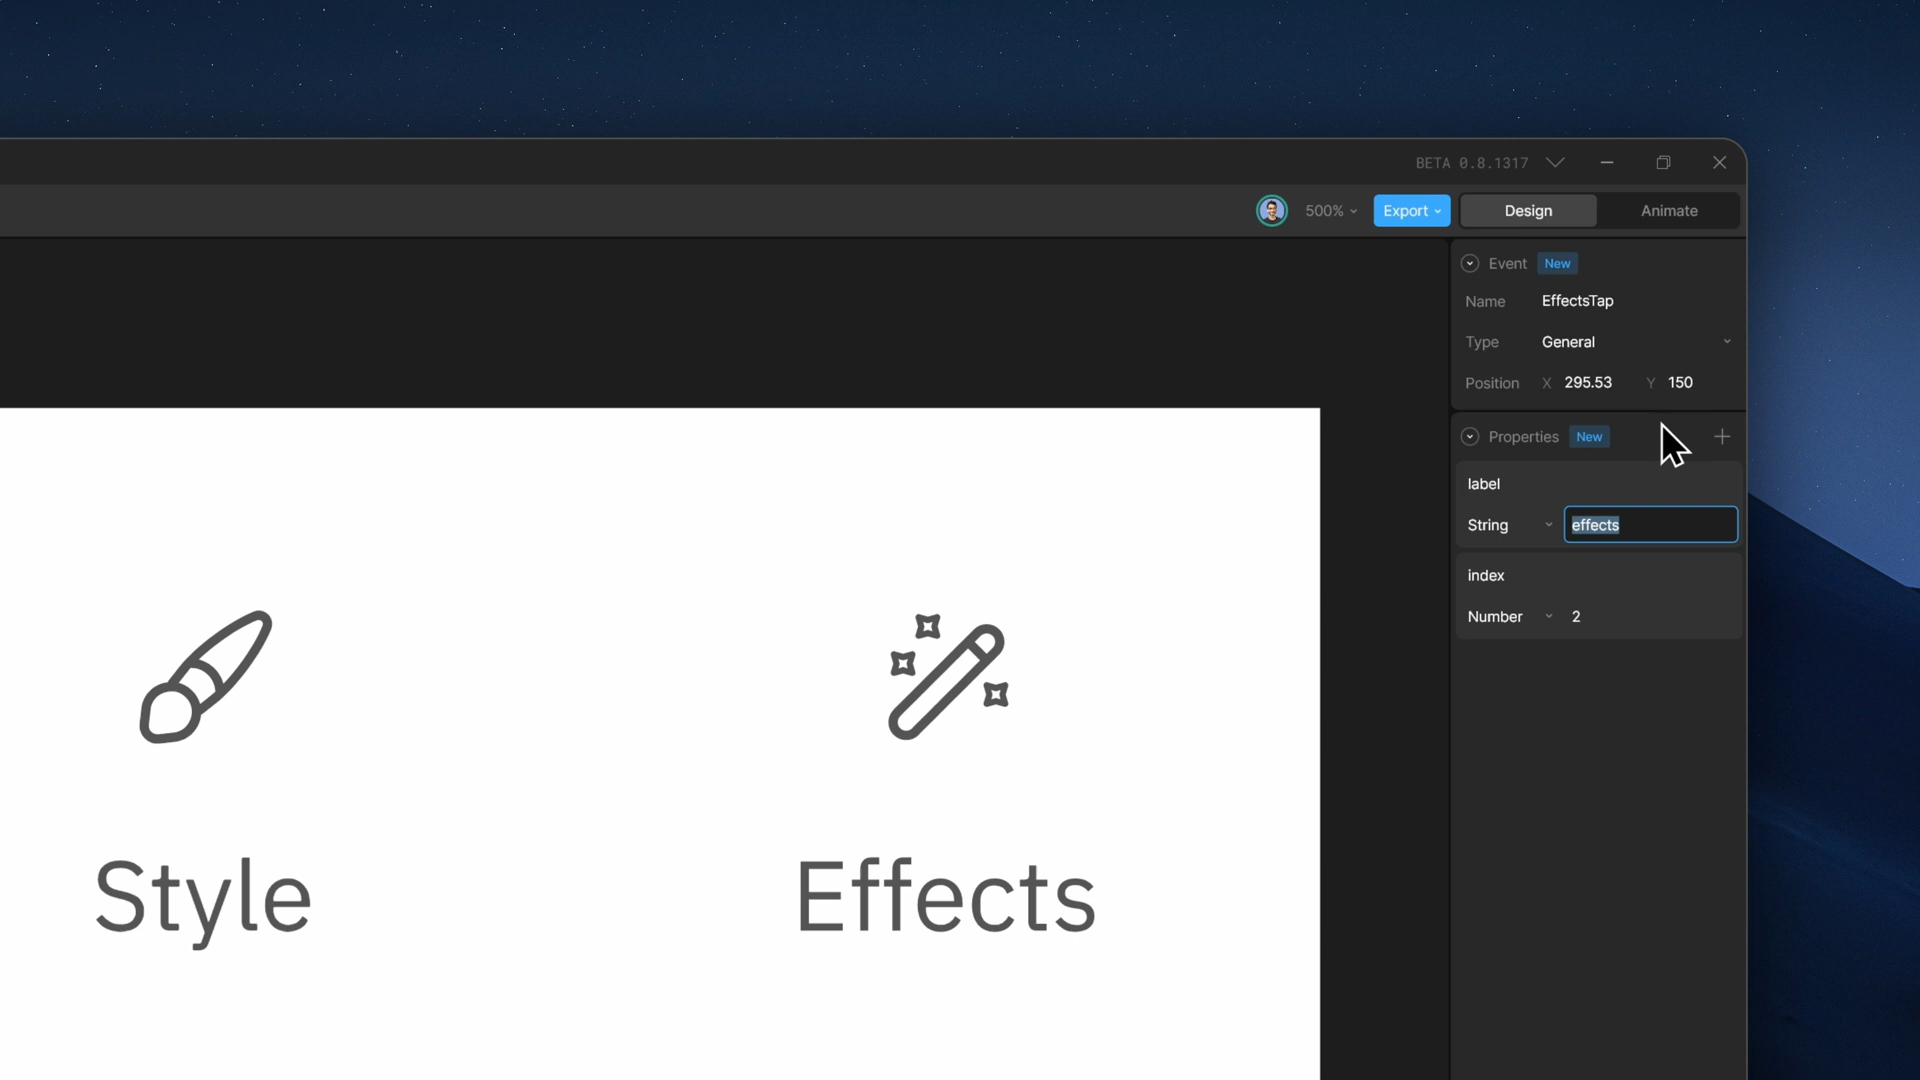 BETA 0.8.1317
500% Export Design Animate
Event New
Name EffectsTap
Type General
Position X 295.53 Y 150
Properties New
label
String effects
index
Number 2
Style Effects